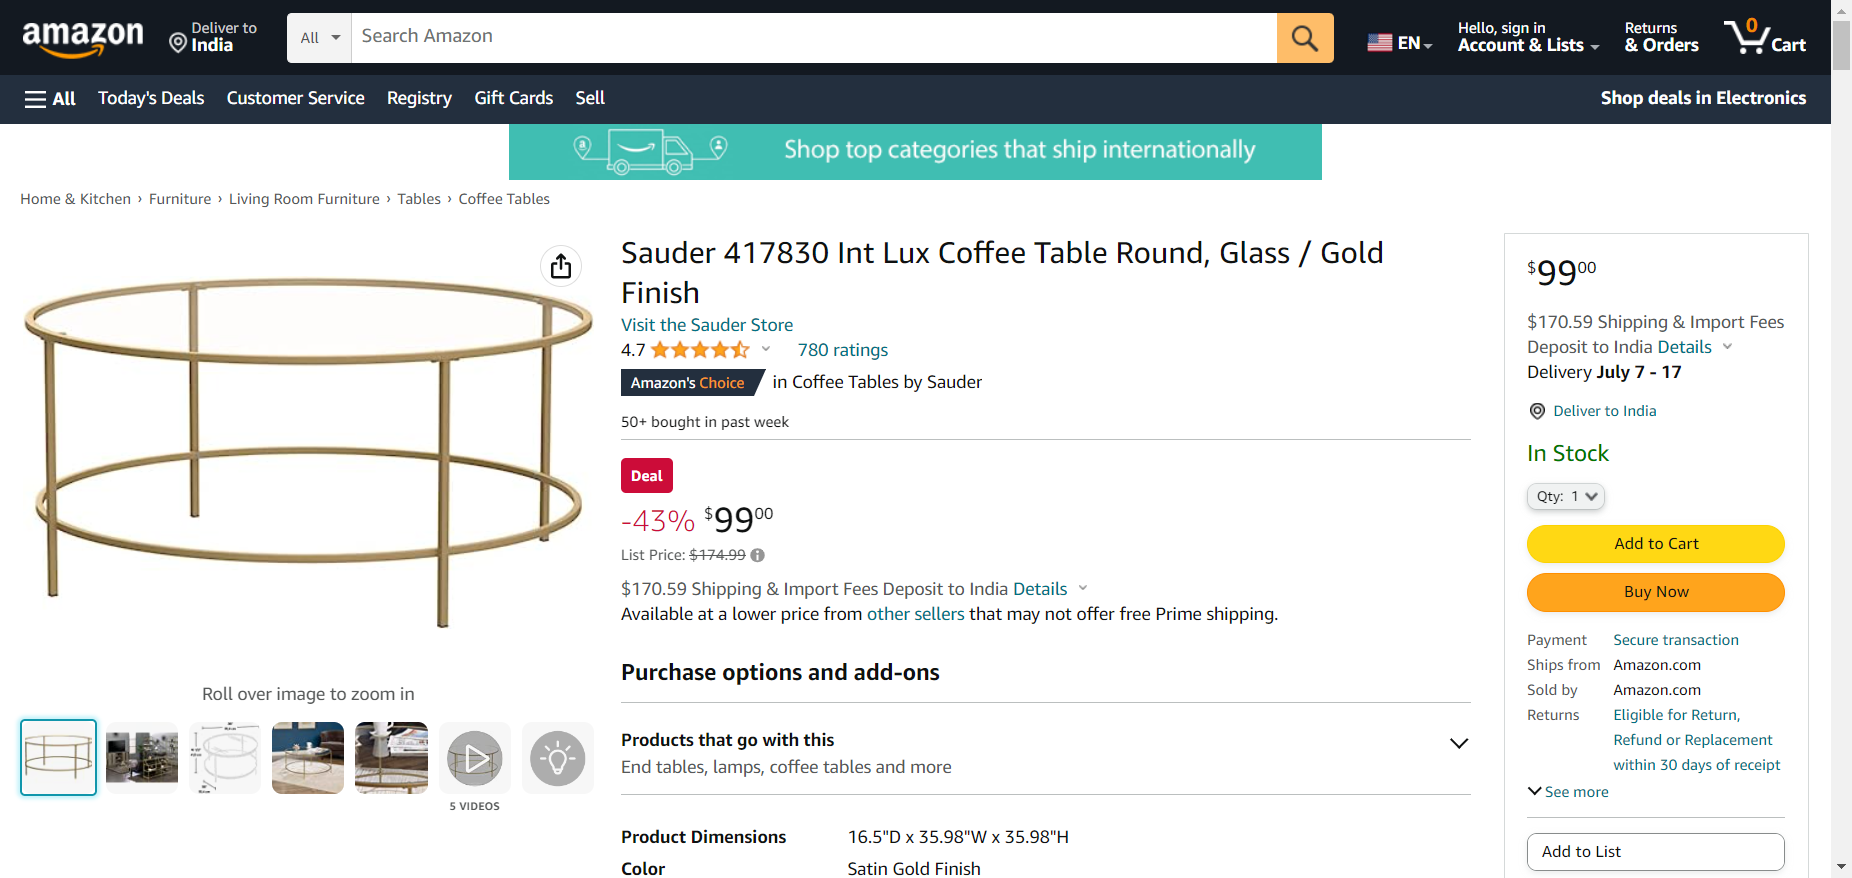 amazon
Deliver to
India
All
Search Amazon
EN
Hello, sign in
Account & Lists
Returns
& Orders
0
Cart
All
Today's Deals
Customer Service
Registry
Gift Cards
Sell
Shop deals in Electronics
Shop top categories that ship internationally
Home & Kitchen › Furniture › Living Room Furniture › Tables › Coffee Tables
Sauder 417830 Int Lux Coffee Table Round, Glass / Gold
Finish
Visit the Sauder Store
4.7
780 ratings
Amazon's Choice in Coffee Tables by Sauder
50+ bought in past week
Deal
-43% $99 00
List Price: $174.99
$170.59 Shipping & Import Fees Deposit to India Details
Available at a lower price from other sellers that may not offer free Prime shipping.
Purchase options and add-ons
Products that go with this
End tables, lamps, coffee tables and more
Product Dimensions 16.5"D x 35.98"W x 35.98"H
Color Satin Gold Finish
Roll over image to zoom in
5 VIDEOS
$99 00
$170.59 Shipping & Import Fees
Deposit to India Details
Delivery July 7 - 17
Deliver to India
In Stock
Qty: 1
Add to Cart
Buy Now
Payment Secure transaction
Ships from Amazon.com
Sold by Amazon.com
Returns Eligible for Return,
Refund or Replacement
within 30 days of receipt
See more
Add to List